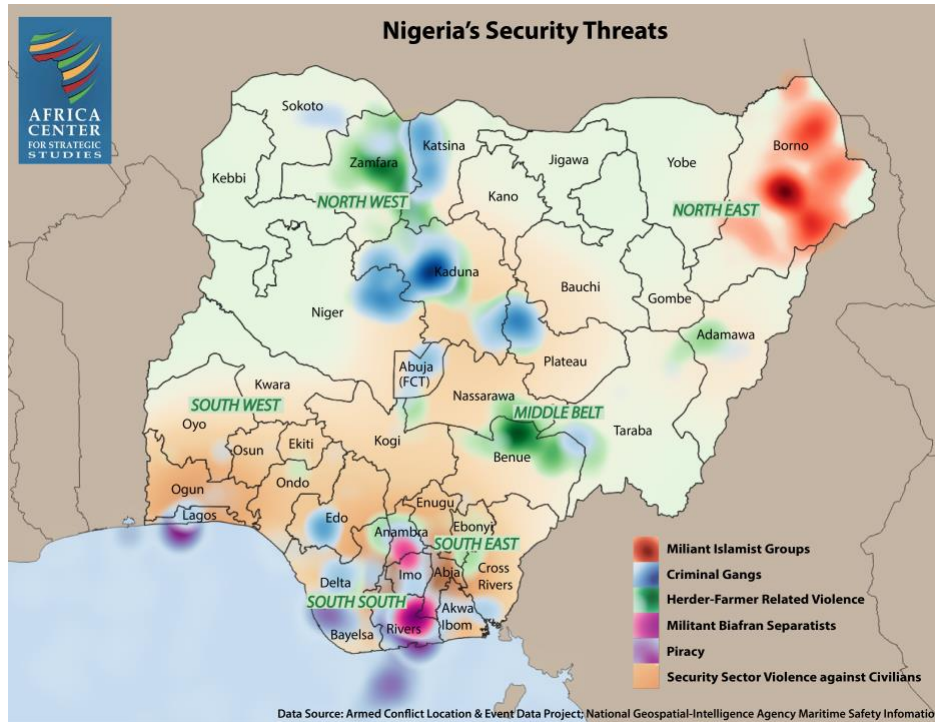 Nigeria's Security Threats
AFRICA
CENTER
FOR STRATEGIC
STUDIES
Sokoto
Katsina
Zamfara
Kebbi
Jigawa
Yobe
Borno
Kano
NORTH WEST
NORTH EAST
Kaduna
Bauchi
Gombe
Niger
Adamawa
Plateau
Abuja
(FCT)
Nassarawa
Kwara
SOUTH WEST
MIDDLE BELT
Oyo
Taraba
Osun
Ekiti
Kogi
Benue
Ondo
Ogun
Enugu
Lagos
Edo
Ebonyi
Anambra
SOUTH EAST
Imo
Abia
Cross
Rivers
Delta
SOUTH SOUTH
Akwa
Ibom
Bayelsa
Rivers
Miliant Islamist Groups
Criminal Gangs
Herder-Farmer Related Violence
Militant Biafran Separatists
Piracy
Security Sector Violence against Civilians
Data Source: Armed Conflict Location & Event Data Project; National Geospatial-Intelligence Agency Maritime Safety Infomatio